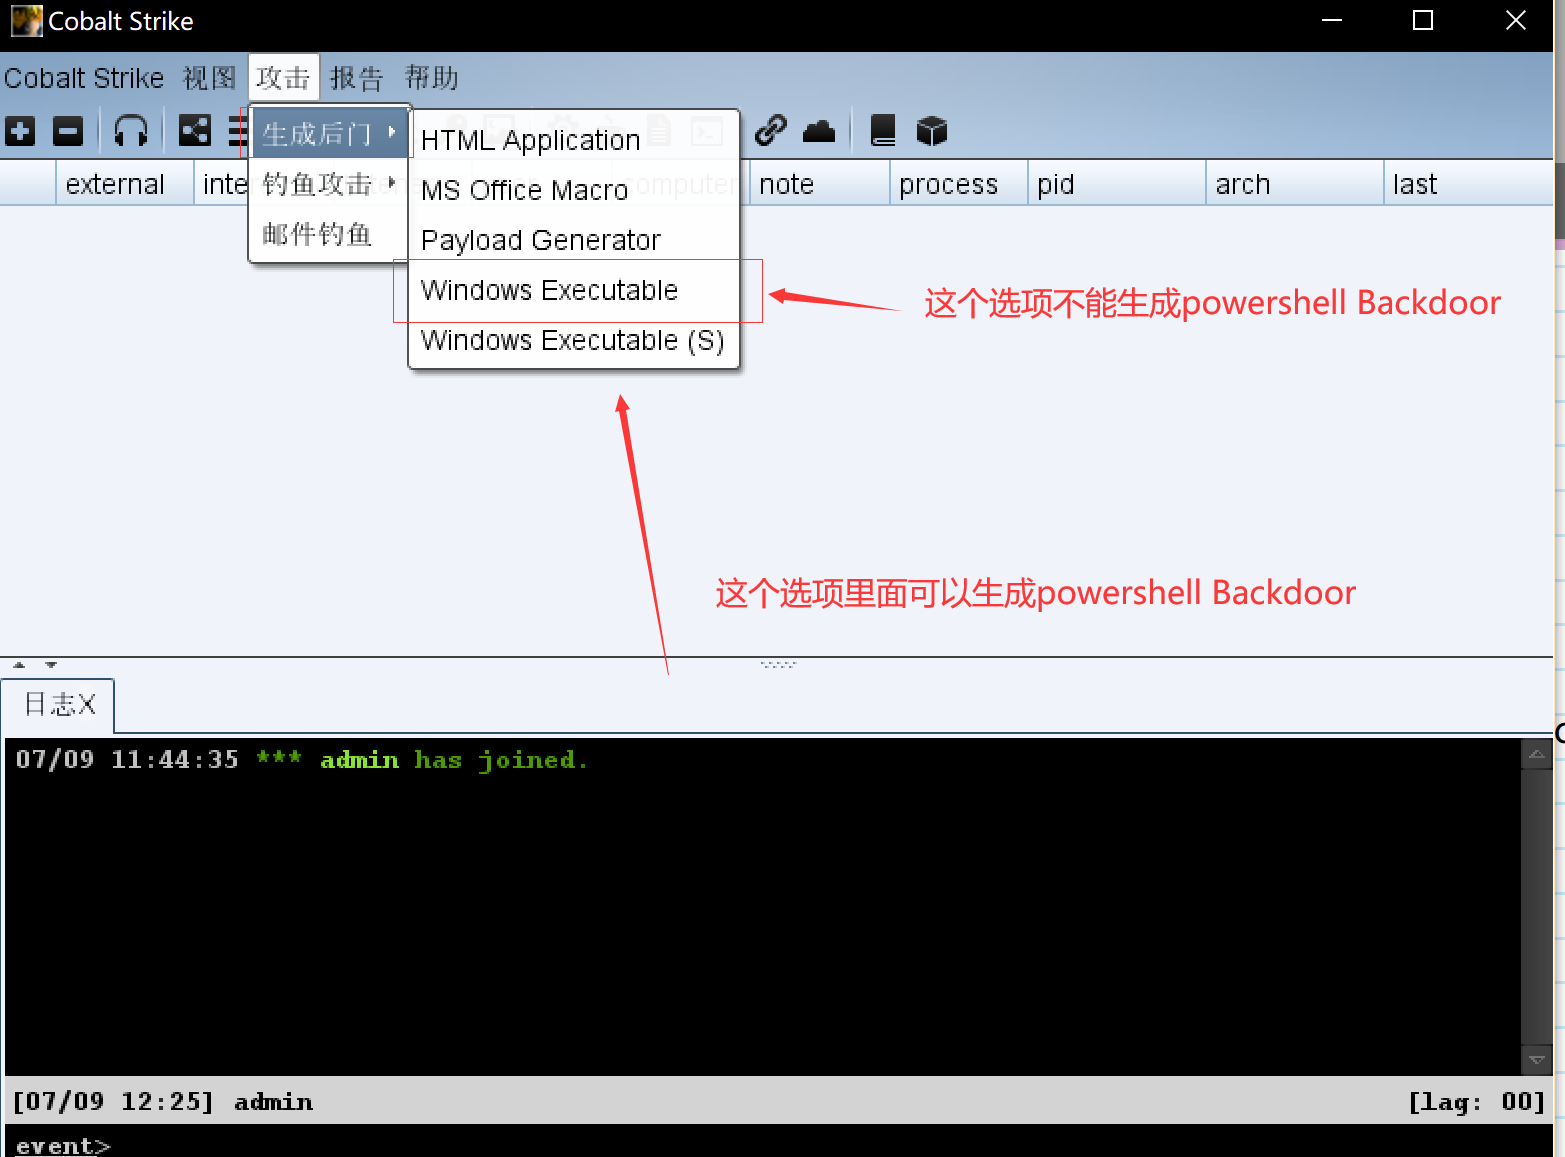 Cobalt Strike
Cobalt Strike 视图 攻击 报告 帮助
生成后门
钓鱼攻击
邮件钓鱼
HTML Application
MS Office Macro
Payload Generator
Windows Executable
Windows Executable (S)
external computer note process pid arch last
这个选项不能生成powershell Backdoor
这个选项里面可以生成powershell Backdoor
日志X
07/09 11:44:35 *** admin has joined.
[07/09 12:25] admin [lag: 00]
event>